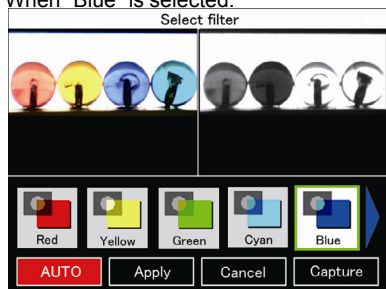 When "Blue" is selected.
Select filter
Red Yellow Green Cyan Blue
AUTO Apply Cancel Capture